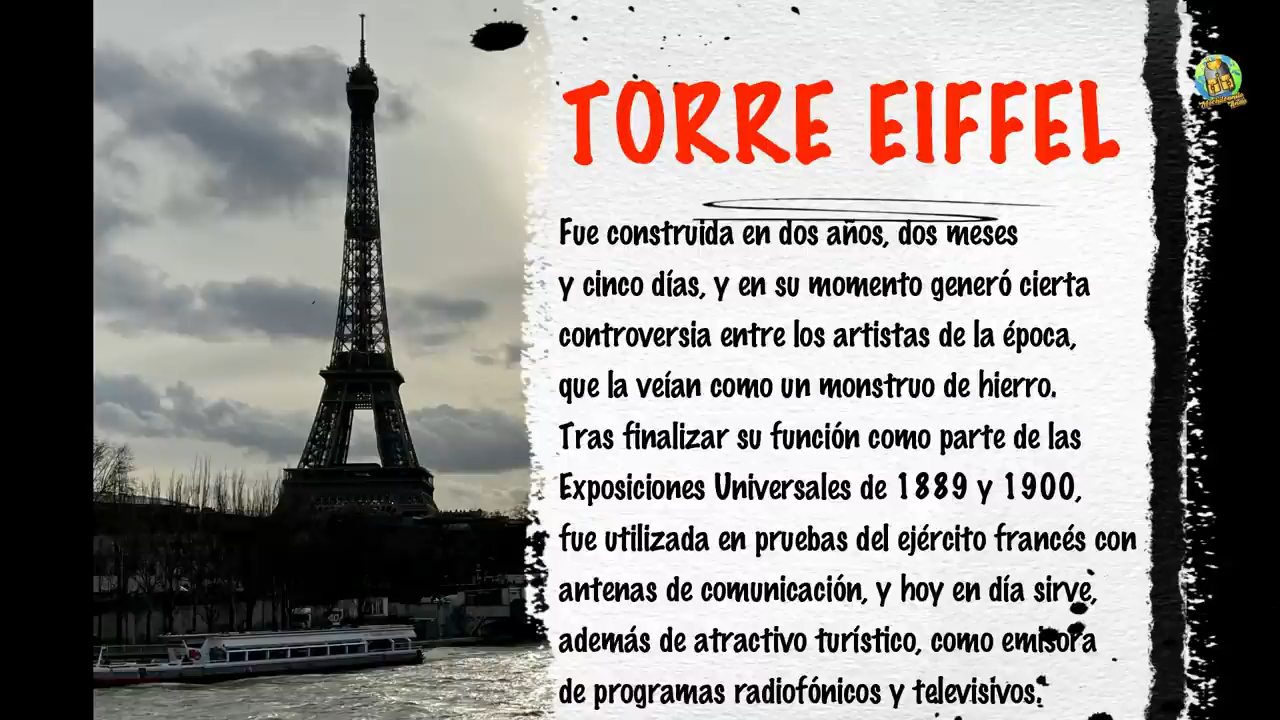 TORRE EIFFEL
Fue construida en dos años, dos meses
y cinco días, y en su momento generó cierta
controversia entre los artistas de la época,
que la veían como un monstruo de hierro.
Tras finalizar su función como parte de las
Exposiciones Universales de 1889 y 1900,
fue utilizada en pruebas del ejército francés con
antenas de comunicación, y hoy en día sirve,
además de atractivo turístico, como emisora
de programas radiofónicos y televisivos.